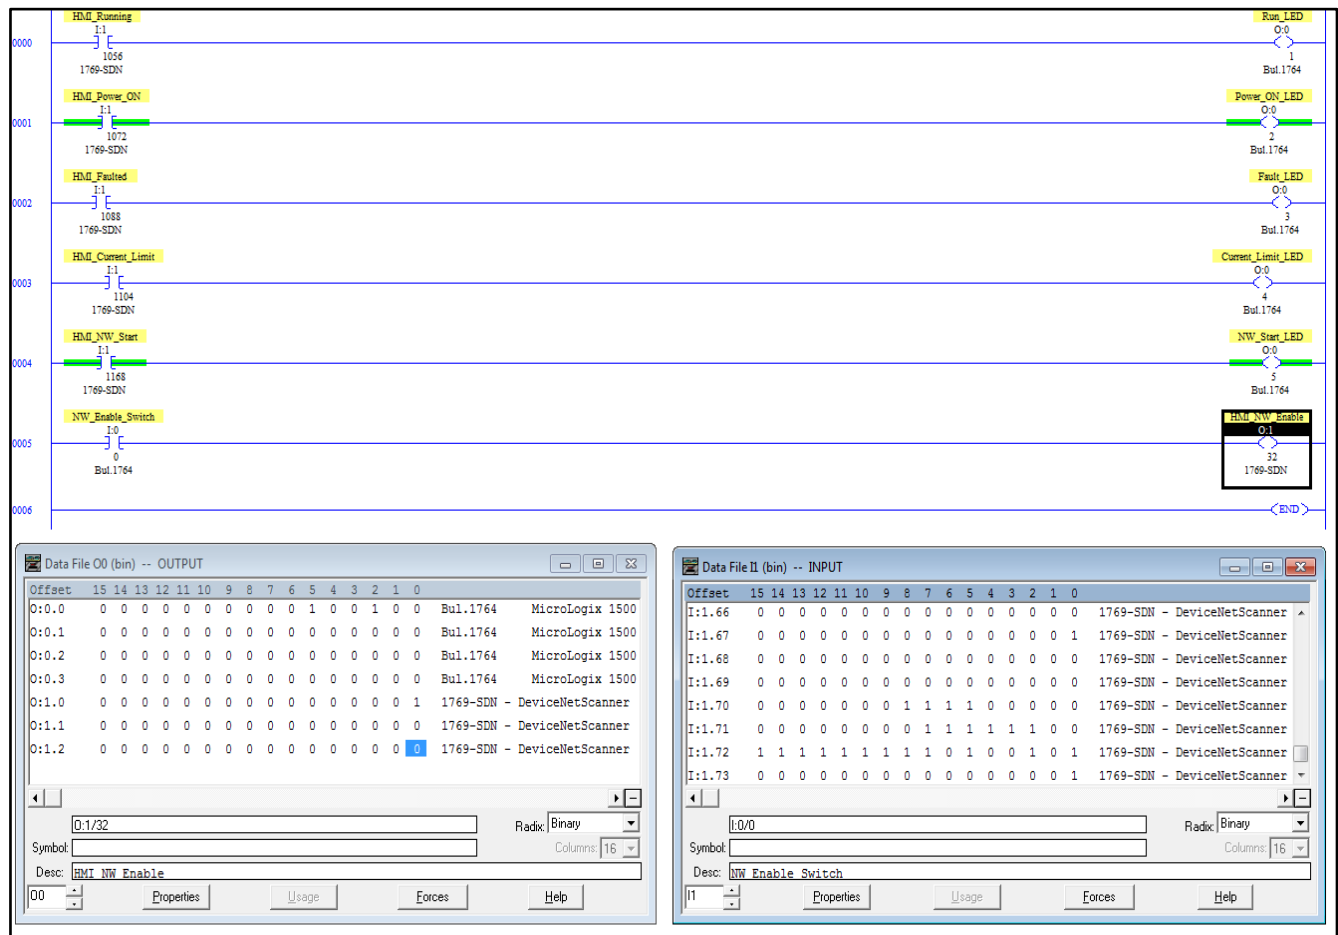 HMI_Running Run_LED
I:1 O:0
0000
1056 1
1769-SDN Bul.1764
HMI_Power_ON Power_ON_LED
I:1 O:0
0001
1072 2
1769-SDN Bul.1764
HMI_Faulted Fault_LED
I:1 O:0
0002
1088 3
1769-SDN Bul.1764
HMI_Current_Limit Current_Limit_LED
I:1 O:0
0003
1104 4
1769-SDN Bul.1764
HMI_NW_Start NW_Start_LED
I:1 O:0
0004
1168 5
1769-SDN Bul.1764
NW_Enable_Switch HMI_NW_Enable
I:0 O:1
0005
0 32
Bul.1764 1769-SDN
0006 END
Data File O0 (bin) -- OUTPUT
Offset 15 14 13 12 11 10 9 8 7 6 5 4 3 2 1 0
O:0.0 0 0 0 0 0 0 0 0 0 0 1 0 0 1 0 0 Bul.1764 MicroLogix 1500
O:0.1 0 0 0 0 0 0 0 0 0 0 0 0 0 0 0 0 Bul.1764 MicroLogix 1500
O:0.2 0 0 0 0 0 0 0 0 0 0 0 0 0 0 0 0 Bul.1764 MicroLogix 1500
O:0.3 0 0 0 0 0 0 0 0 0 0 0 0 0 0 0 0 Bul.1764 MicroLogix 1500
O:1.0 0 0 0 0 0 0 0 0 0 0 0 0 0 0 0 1 1769-SDN - DeviceNetScanner
O:1.1 0 0 0 0 0 0 0 0 0 0 0 0 0 0 0 0 1769-SDN - DeviceNetScanner
O:1.2 0 0 0 0 0 0 0 0 0 0 0 0 0 0 0 0 1769-SDN - DeviceNetScanner
O:1/32 Radix: Binary
Symbol: Columns: 16
Desc: HMI NW Enable
O0 Properties Usage Forces Help
Data File I1 (bin) -- INPUT
Offset 15 14 13 12 11 10 9 8 7 6 5 4 3 2 1 0
I:1.66 0 0 0 0 0 0 0 0 0 0 0 0 0 0 0 0 1769-SDN - DeviceNetScanner
I:1.67 0 0 0 0 0 0 0 0 0 0 0 0 0 0 0 1 1769-SDN - DeviceNetScanner
I:1.68 0 0 0 0 0 0 0 0 0 0 0 0 0 0 0 0 1769-SDN - DeviceNetScanner
I:1.69 0 0 0 0 0 0 0 0 0 0 0 0 0 0 0 0 1769-SDN - DeviceNetScanner
I:1.70 0 0 0 0 0 0 0 1 1 1 1 0 0 0 0 0 1769-SDN - DeviceNetScanner
I:1.71 0 0 0 0 0 0 0 0 1 1 1 1 1 1 0 0 1769-SDN - DeviceNetScanner
I:1.72 1 1 1 1 1 1 1 1 1 0 1 0 0 1 0 1 1769-SDN - DeviceNetScanner
I:1.73 0 0 0 0 0 0 0 0 0 0 0 0 0 0 0 1 1769-SDN - DeviceNetScanner
I:0/0 Radix: Binary
Symbol: Columns: 16
Desc: NW Enable Switch
I1 Properties Usage Forces Help